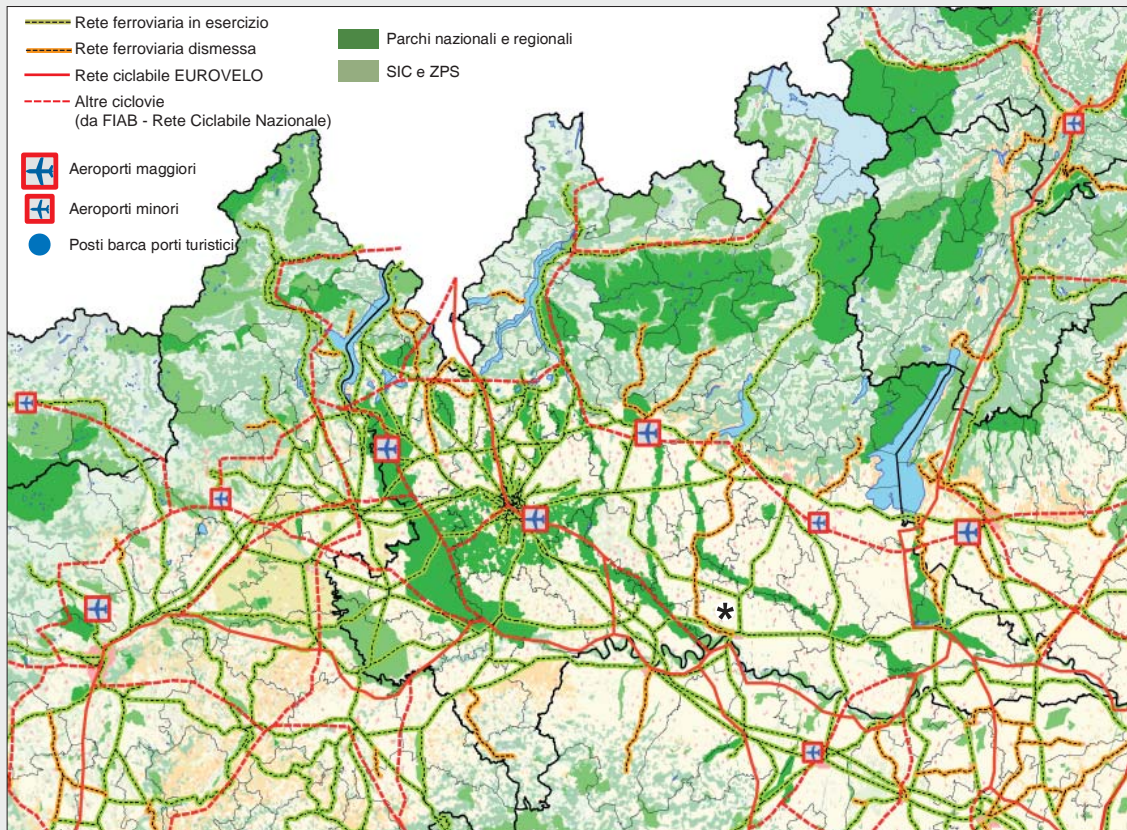 Rete ferroviaria in esercizio
Rete ferroviaria dismessa
Rete ciclabile EUROVELO
Altre ciclovie
(da FIAB - Rete Ciclabile Nazionale)
Aeroporti maggiori
Aeroporti minori
Posti barca porti turistici
Parchi nazionali e regionali
SIC e ZPS
*